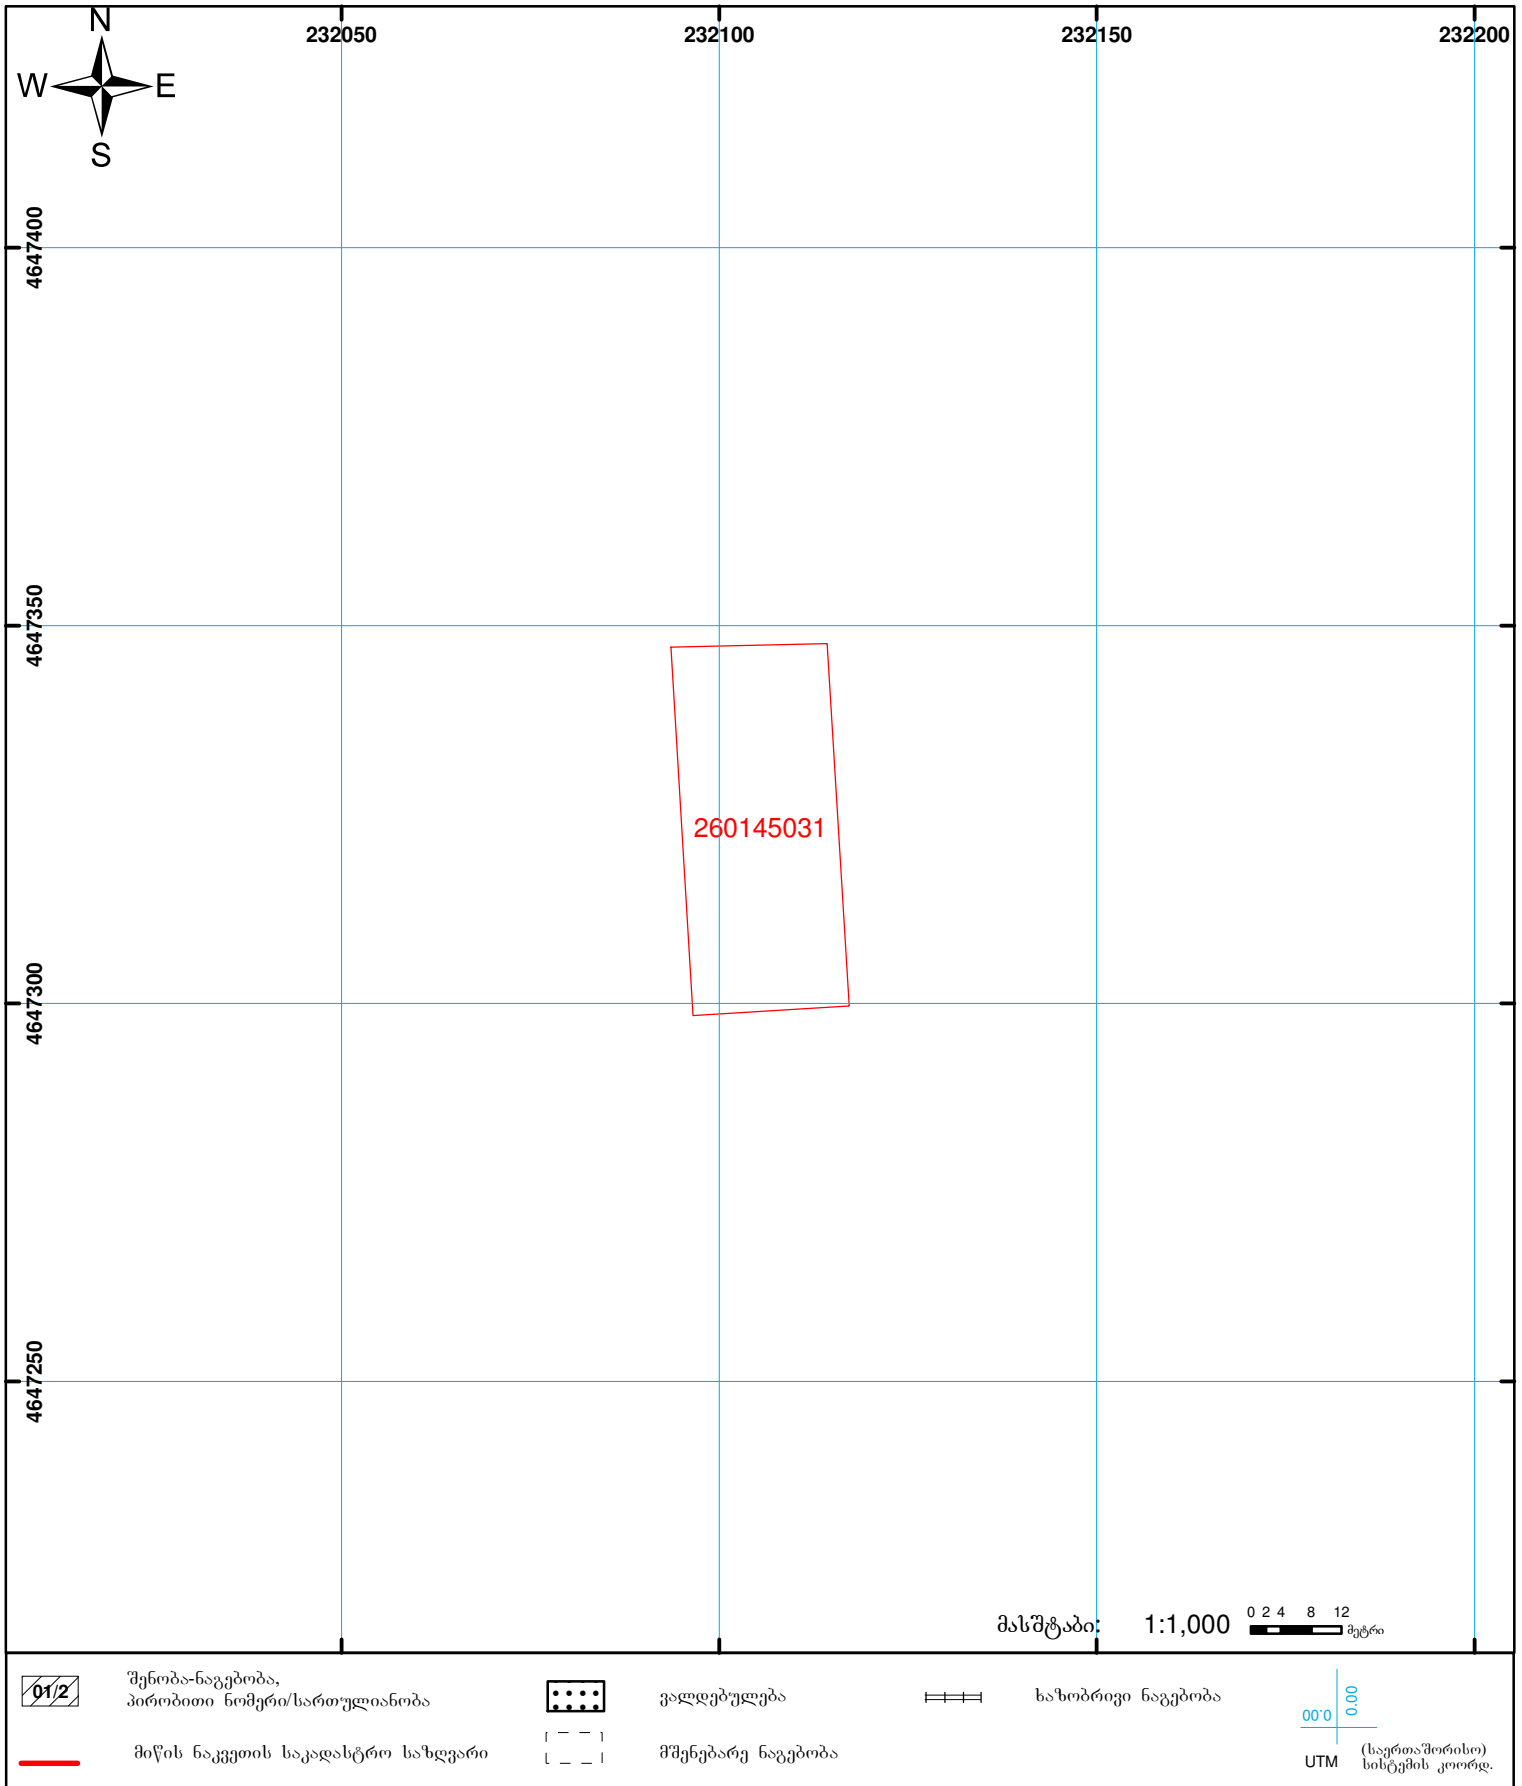 N
W E
S
232050 232100 232150 232200
4647400
4647350
260145031
4647300
4647250
მასშტაბი: 1:1,000 0 2 4 8 12 მეტრი
01/2 შენობა-ნაგებობა,
პირობითი ნომერი/სართულიანობა
ვალდებულება
ხაზობრივი ნაგებობა
მიწის ნაკვეთის საკადასტრო საზღვარი
მშენებარე ნაგებობა
0.00 0.00
UTM (საერთაშორისო)
სისტემის კოორდ.